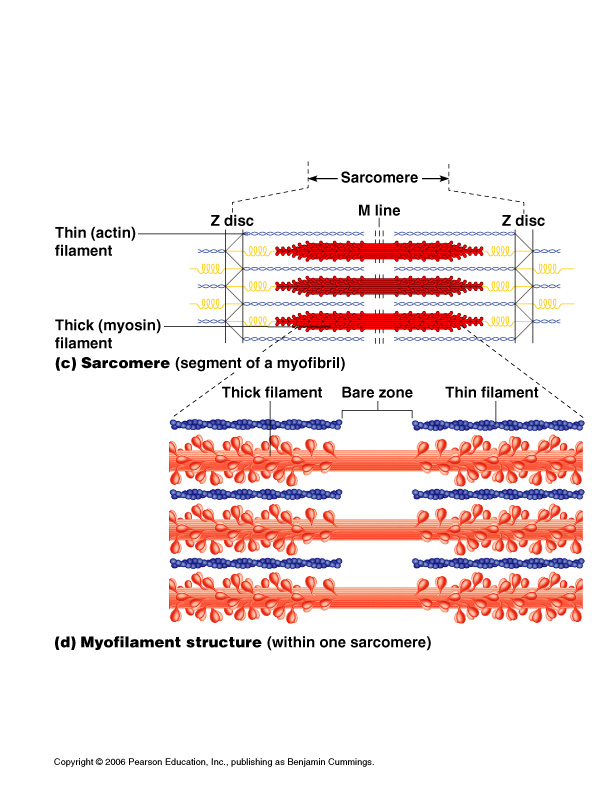 Sarcomere
Z disc
M line
Z disc
Thin (actin)
filament
Thick (myosin)
filament
(c) Sarcomere (segment of a myofibril)
Thick filament Bare zone Thin filament
(d) Myofilament structure (within one sarcomere)
Copyright © 2006 Pearson Education, Inc., publishing as Benjamin Cummings.